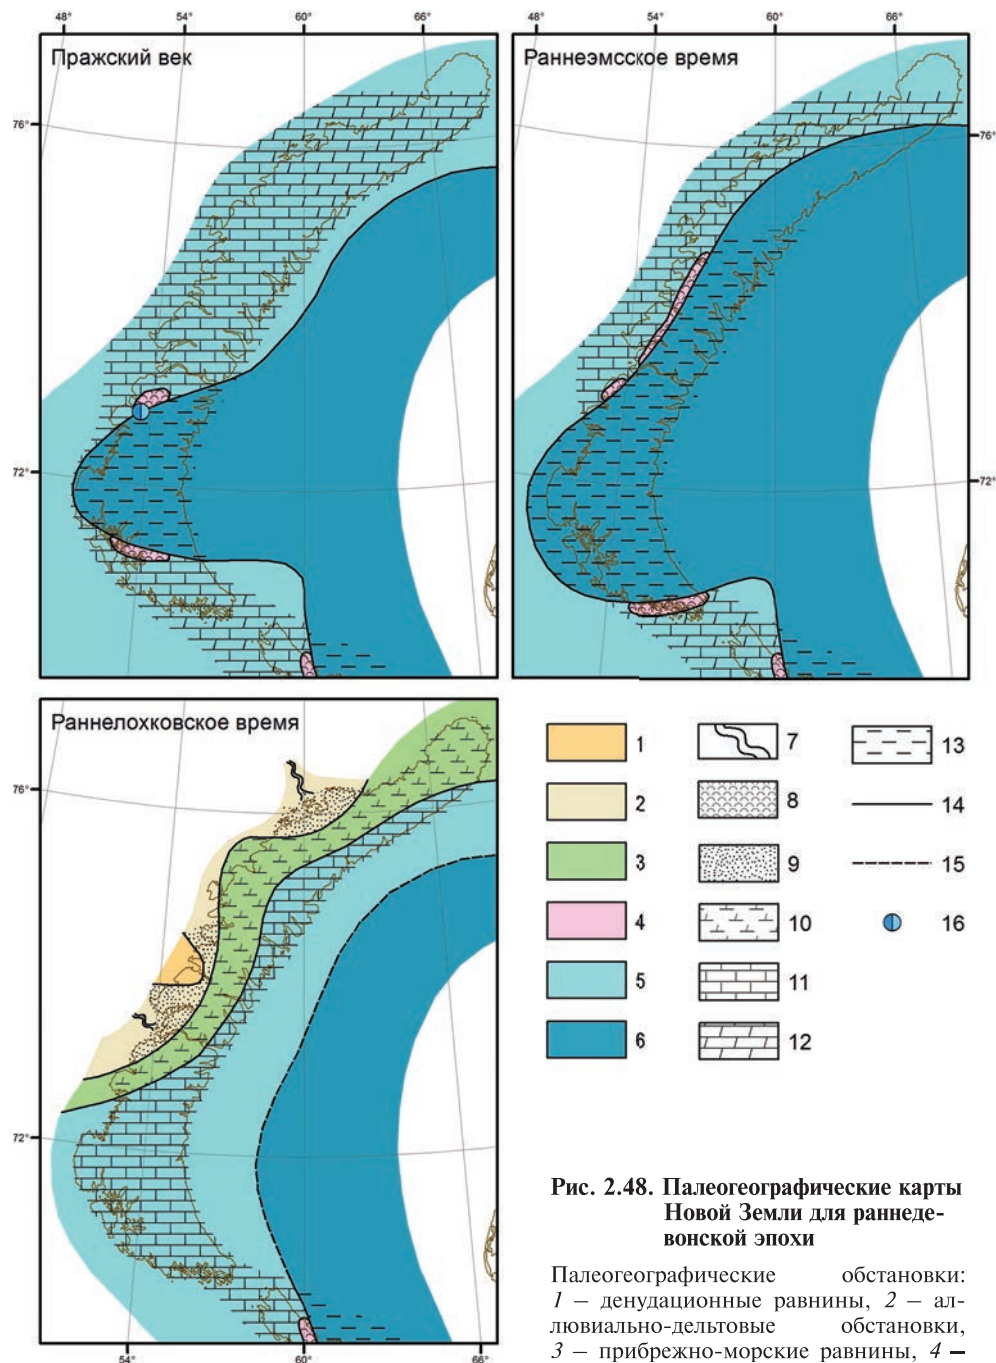 48° 54° 60° 54° 60° 66°
Пражский век
Раннеэмсское время
76°
76°
72°
72°
Раннелохковское время
76°
72°
54° 60° 66°
1
2
3
4
5
6
7
8
9
10
11
12
13
14
15
16
Рис. 2.48. Палеогеографические карты
Новой Земли для раннеде-
вонской эпохи
Палеогеографические обстановки:
1 – денудационные равнины, 2 – ал-
лювиально-дельтовые обстановки,
3 – прибрежно-морские равнины, 4 –